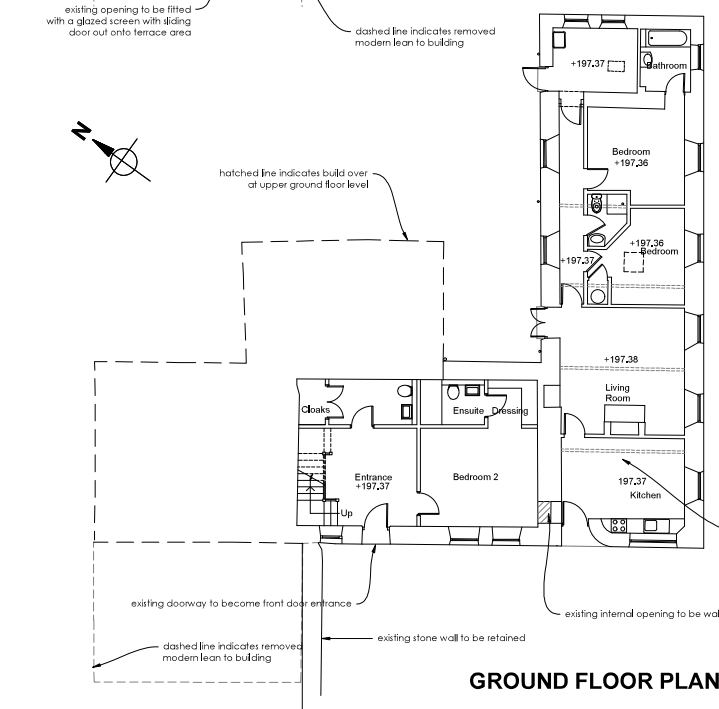 existing opening to be fitted
with a glazed screen with sliding
door out onto terrace area
dashed line indicates removed
modern lean to building
+197.37
Bathroom
N
Bedroom
+197.36
hatched line indicates build over
at upper ground floor level
+197.36
Bedroom
+197.37
+197.38
Living
Room
Cloaks
Ensuite
Dressing
Entrance
+197.37
Bedroom 2
197.37
Kitchen
Up
existing doorway to become front door entrance
existing internal opening to be wal
dashed line indicates removed
modern lean to building
existing stone wall to be retained
GROUND FLOOR PLAN